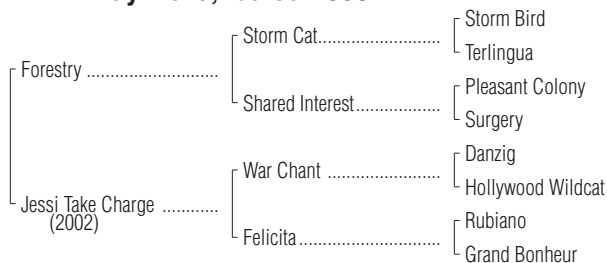 Storm Bird
Storm Cat
Terlingua
Forestry
Pleasant Colony
Shared Interest
Surgery
Danzig
War Chant
Hollywood Wildcat
Jessi Take Charge
(2002)
Rubiano
Felicita
Grand Bonheur